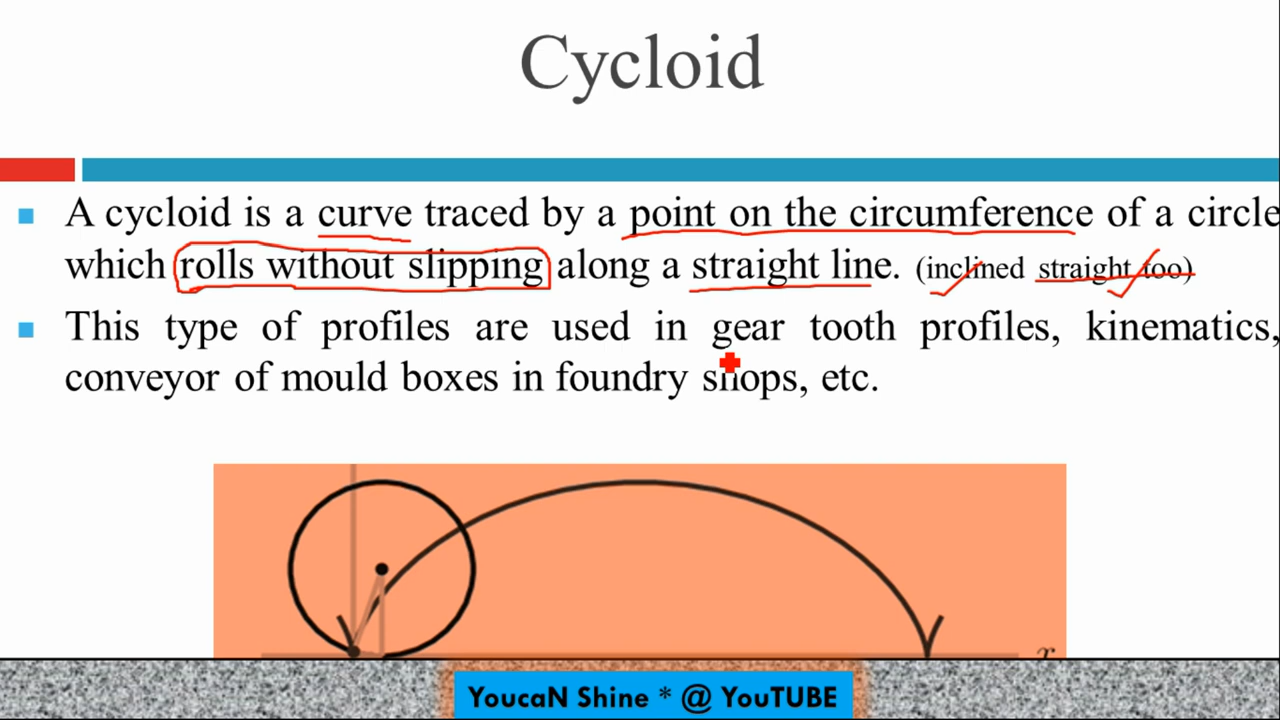 Cycloid
A cycloid is a curve traced by a point on the circumference of a circle
which rolls without slipping along a straight line. (inclined straight too)
This type of profiles are used in gear tooth profiles, kinematics,
conveyor of mould boxes in foundry shops, etc.
x
YoucaN Shine * @ YouTUBE